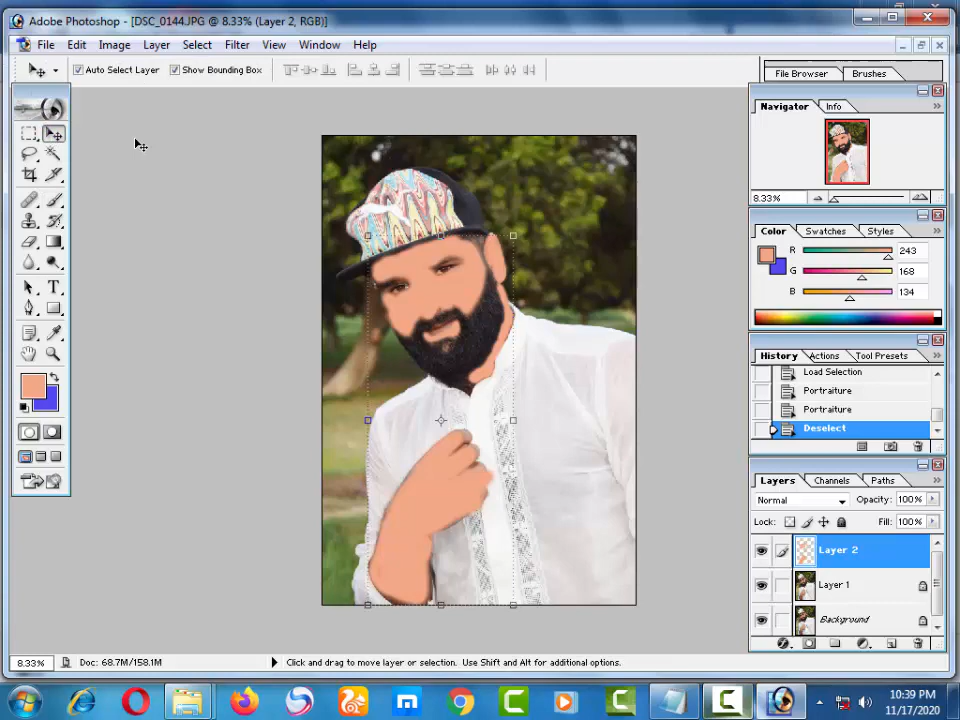 Adobe Photoshop - [DSC_0144.JPG @ 8.33% (Layer 2, RGB)]
File Edit Image Layer Select Filter View Window Help
Auto Select Layer Show Bounding Box
File Browser Brushes
Navigator Info
8.33%
Color Swatches Styles
R 243
G 168
B 134
History Actions Tool Presets
Load Selection
Portraiture
Portraiture
Deselect
Layers Channels Paths
Normal Opacity: 100%
Lock: Fill: 100%
Layer 2
Layer 1
Background
8.33% Doc: 68.7M/158.1M Click and drag to move layer or selection. Use Shift and Alt for additional options.
10:39 PM
11/17/2020